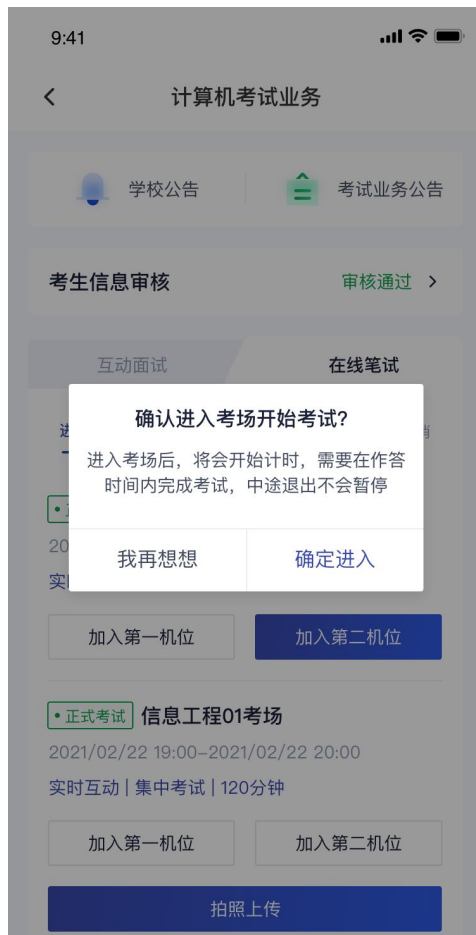 9:41
计算机考试业务
学校公告
考试业务公告
考生信息审核
审核通过
互动面试
在线笔试
确认进入考场开始考试?
进入考场后，将会开始计时，需要在作答
时间内完成考试，中途退出不会暂停
我再想想
确定进入
加入第一机位
加入第二机位
正式考试 信息工程01考场
2021/02/22 19:00-2021/02/22 20:00
实时互动 | 集中考试 | 120分钟
加入第一机位
加入第二机位
拍照上传